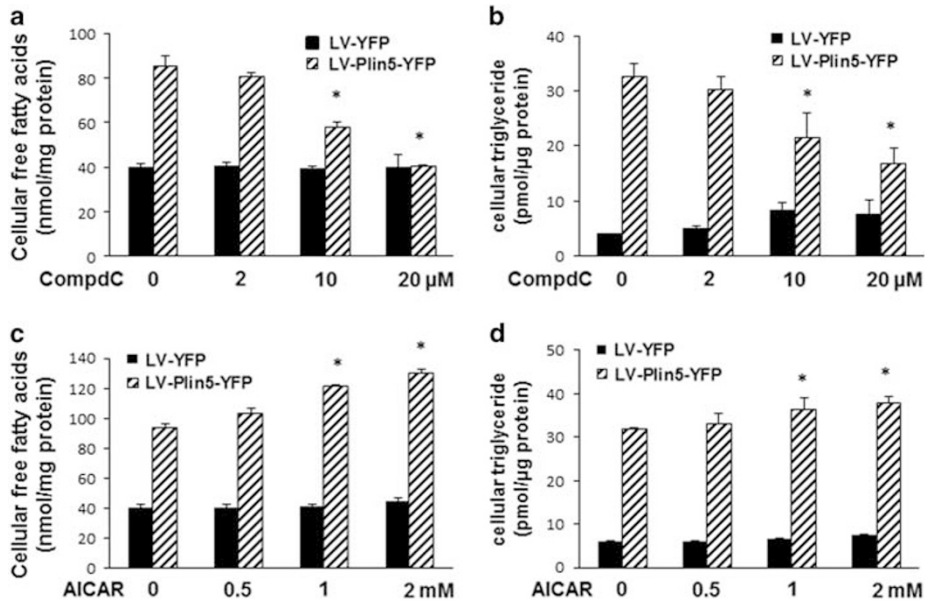 a
Cellular free fatty acids
(nmol/mg protein)
100
80
60
40
20
0
LV-YFP
LV-Plin5-YFP
*
*
CompdC 0 2 10 20 µM
b
cellular triglyceride
(pmol/µg protein)
40
30
20
10
0
LV-YFP
LV-Plin5-YFP
*
*
0 2 10 20 µM
c
Cellular free fatty acids
(nmol/mg protein)
140
120
100
80
60
40
20
0
LV-YFP
LV-Plin5-YFP
*
*
AICAR 0 0.5 1 2 mM
d
cellular triglyceride
(pmol/µg protein)
50
40
30
20
10
0
LV-YFP
LV-Plin5-YFP
*
*
AICAR 0 0.5 1 2 mM